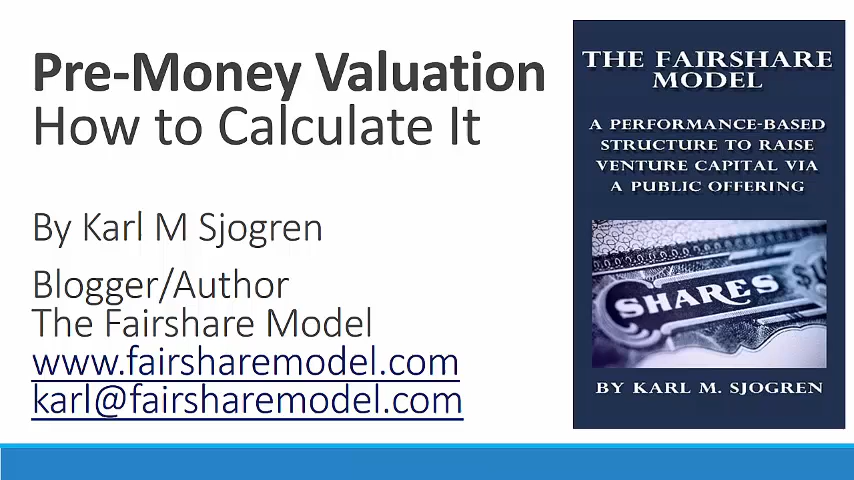 Pre-Money Valuation
How to Calculate It
By Karl M Sjogren
Blogger/Author
The Fairshare Model
www.fairsharemodel.com
karl@fairsharemodel.com
THE FAIRSHARE
MODEL
A PERFORMANCE-BASED
STRUCTURE TO RAISE
VENTURE CAPITAL VIA
A PUBLIC OFFERING
SHARES
BY KARL M. SJOGREN